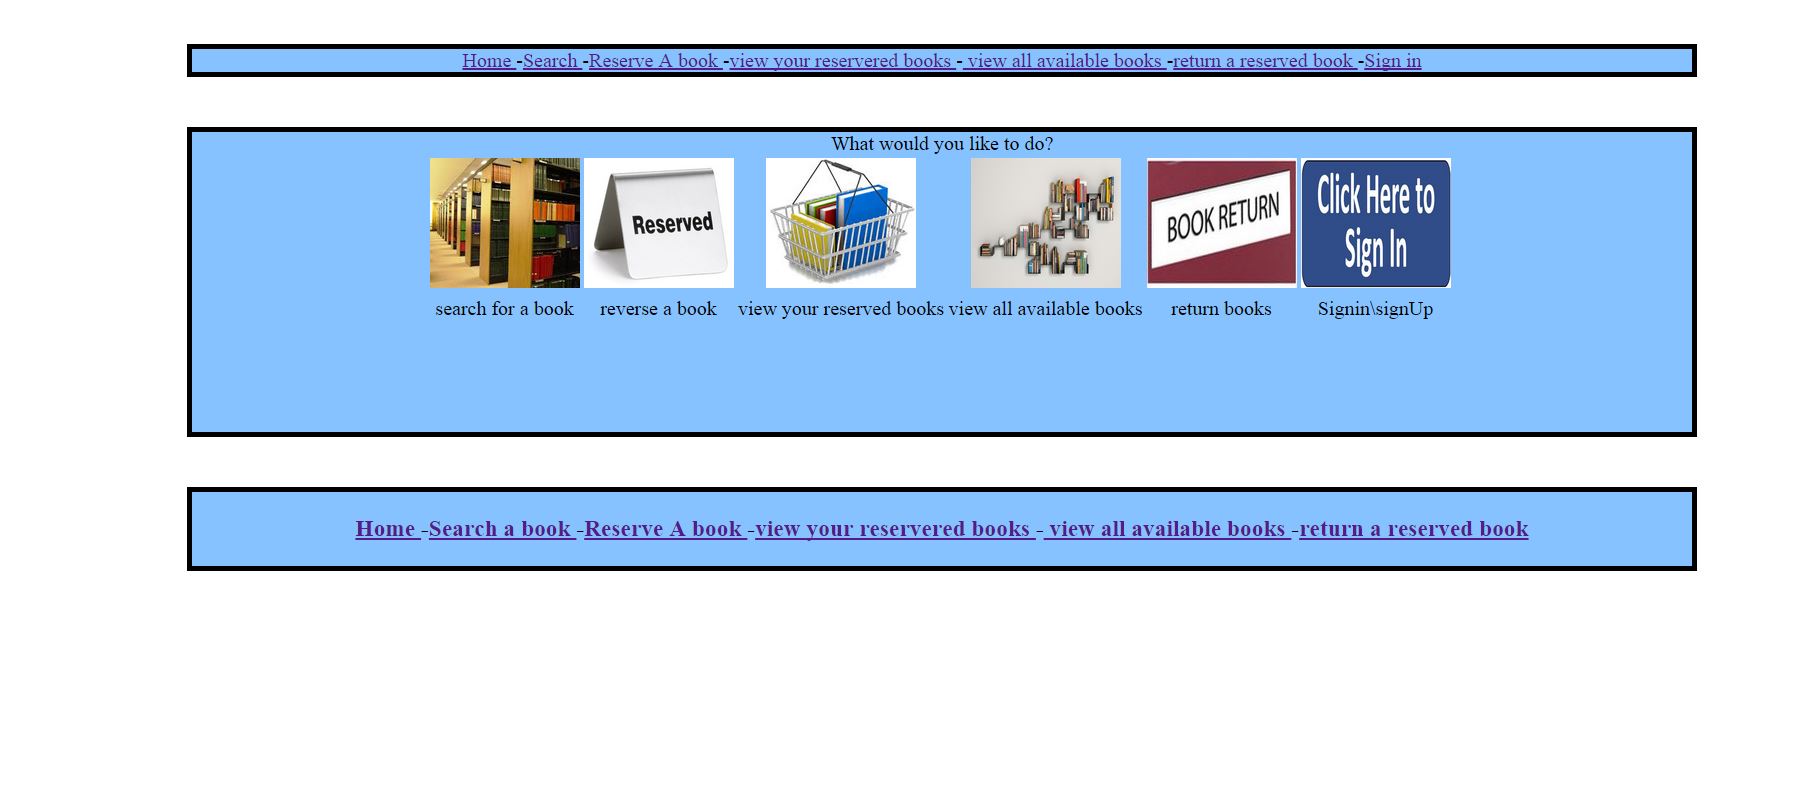 Home -Search -Reserve A book -view your reservered books - view all available books -return a reserved book -Sign in
What would you like to do?
Reserved
BOOK RETURN
Click Here to
Sign In
search for a book reverse a book view your reserved books view all available books return books Signin\signUp
Home -Search a book -Reserve A book -view your reservered books - view all available books -return a reserved book